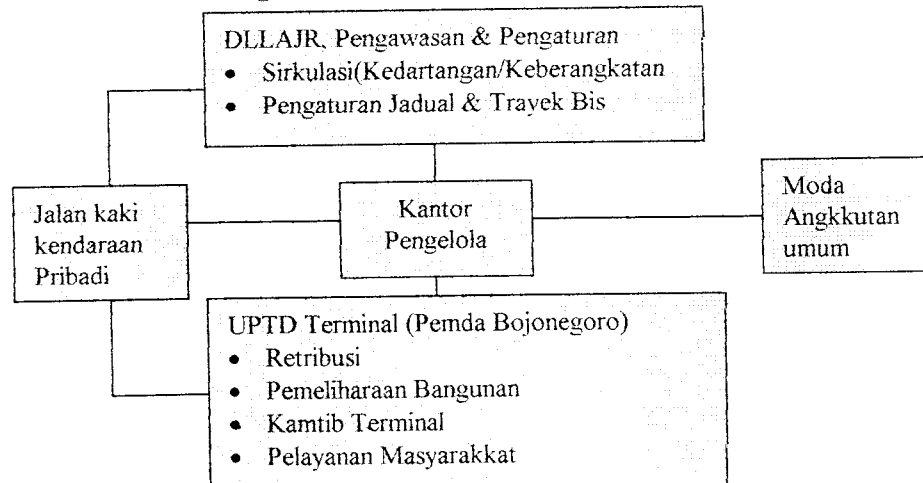 DLLAJR, Pengawasan & Pengaturan
• Sirkulasi(Kedartangan/Keberangkatan
• Pengaturan Jadual & Trayek Bis
Jalan kaki
kendaraan
Pribadi
Kantor
Pengelola
Moda
Angkkutan
umum
UPTD Terminal (Pemda Bojonegoro)
• Retribusi
• Pemeliharaan Bangunan
• Kamtib Terminal
• Pelayanan Masyarakkat